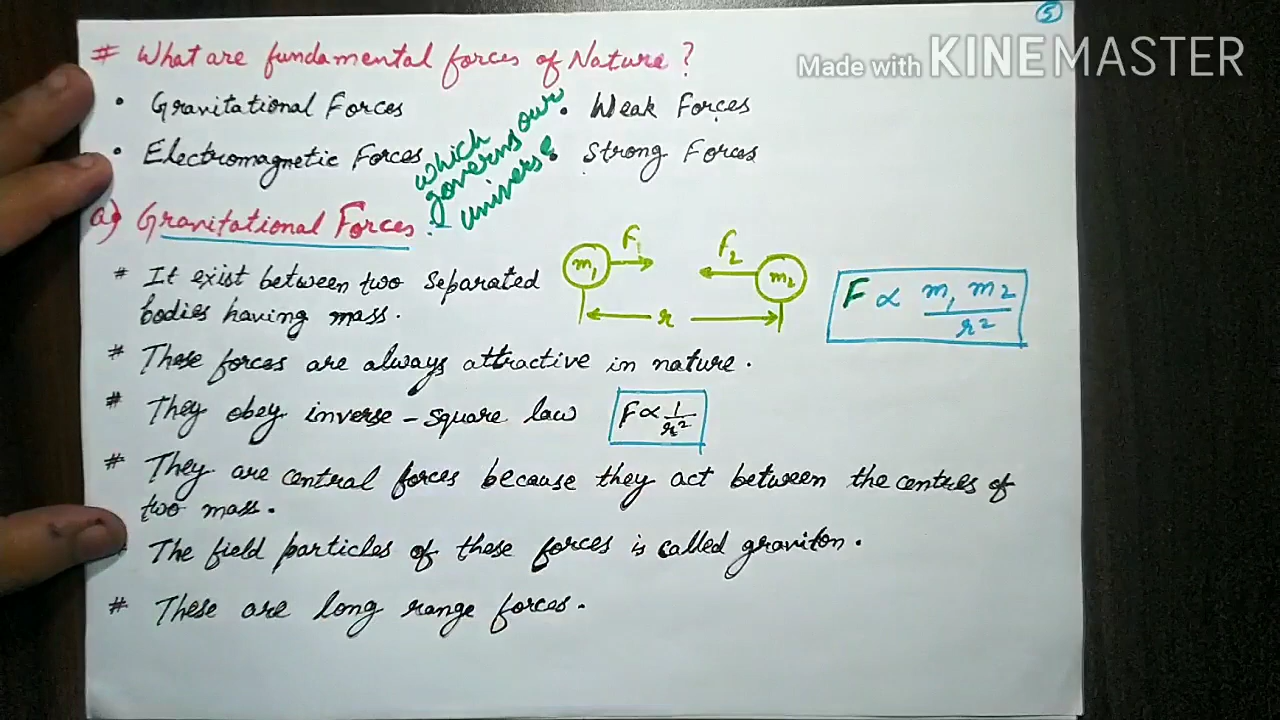 5
Made with KINEMASTER
# What are fundamental forces of Nature?
• Gravitational Forces
• Weak Forces
• Electromagnetic Forces
• Strong Forces
which
governs our
universe
a) Gravitational Forces :-
# It exist between two separated
bodies having mass.
m₁ F₁
F₂ m₂
r
F ∝ m₁ m₂
r²
# These forces are always attractive in nature.
# They obey inverse - square law F ∝ 1/r²
# They are central forces because they act between the centres of
two mass.
The field particles of these forces is called graviton.
# These are long range forces.